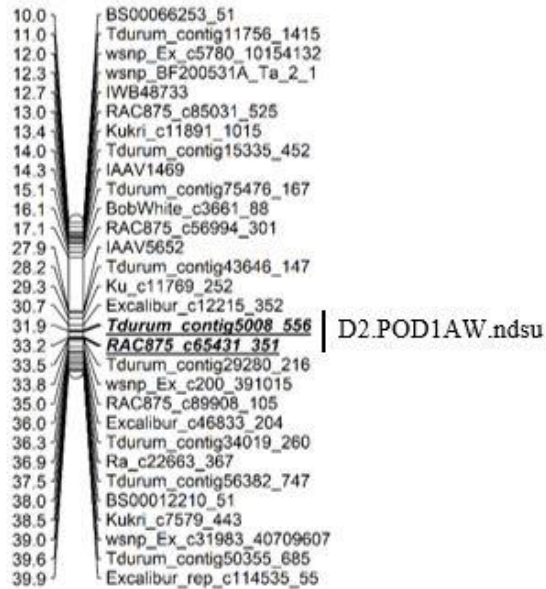 10.0 BS00066253_51
11.0 Tdurum_contig11756_1415
12.0 wsnp_Ex_c5780_10154132
12.3 wsnp_BF200531A_Ta_2_1
12.7 IWB48733
13.0 RAC875_c85031_525
13.4 Kukri_c11891_1015
14.0 Tdurum_contig15335_452
14.3 IAAV1469
15.1 Tdurum_contig75476_167
16.1 BobWhite_c3661_88
17.1 RAC875_c56994_301
27.9 IAAV5652
28.2 Tdurum_contig43646_147
29.3 Ku_c11769_252
30.7 Excalibur_c12215_352
31.9 Tdurum_contig5008_556
D2.POD1AW.ndsu
33.2 RAC875_c65431_351
33.5 Tdurum_contig29280_216
33.8 wsnp_Ex_c200_391015
35.0 RAC875_c89908_105
36.0 Excalibur_c46833_204
36.3 Tdurum_contig34019_260
36.9 Ra_c22663_367
37.5 Tdurum_contig56382_747
38.0 BS00012210_51
38.5 Kukri_c7579_443
39.0 wsnp_Ex_c31983_40709607
39.6 Tdurum_contig50355_685
39.9 Excalibur_rep_c114535_55